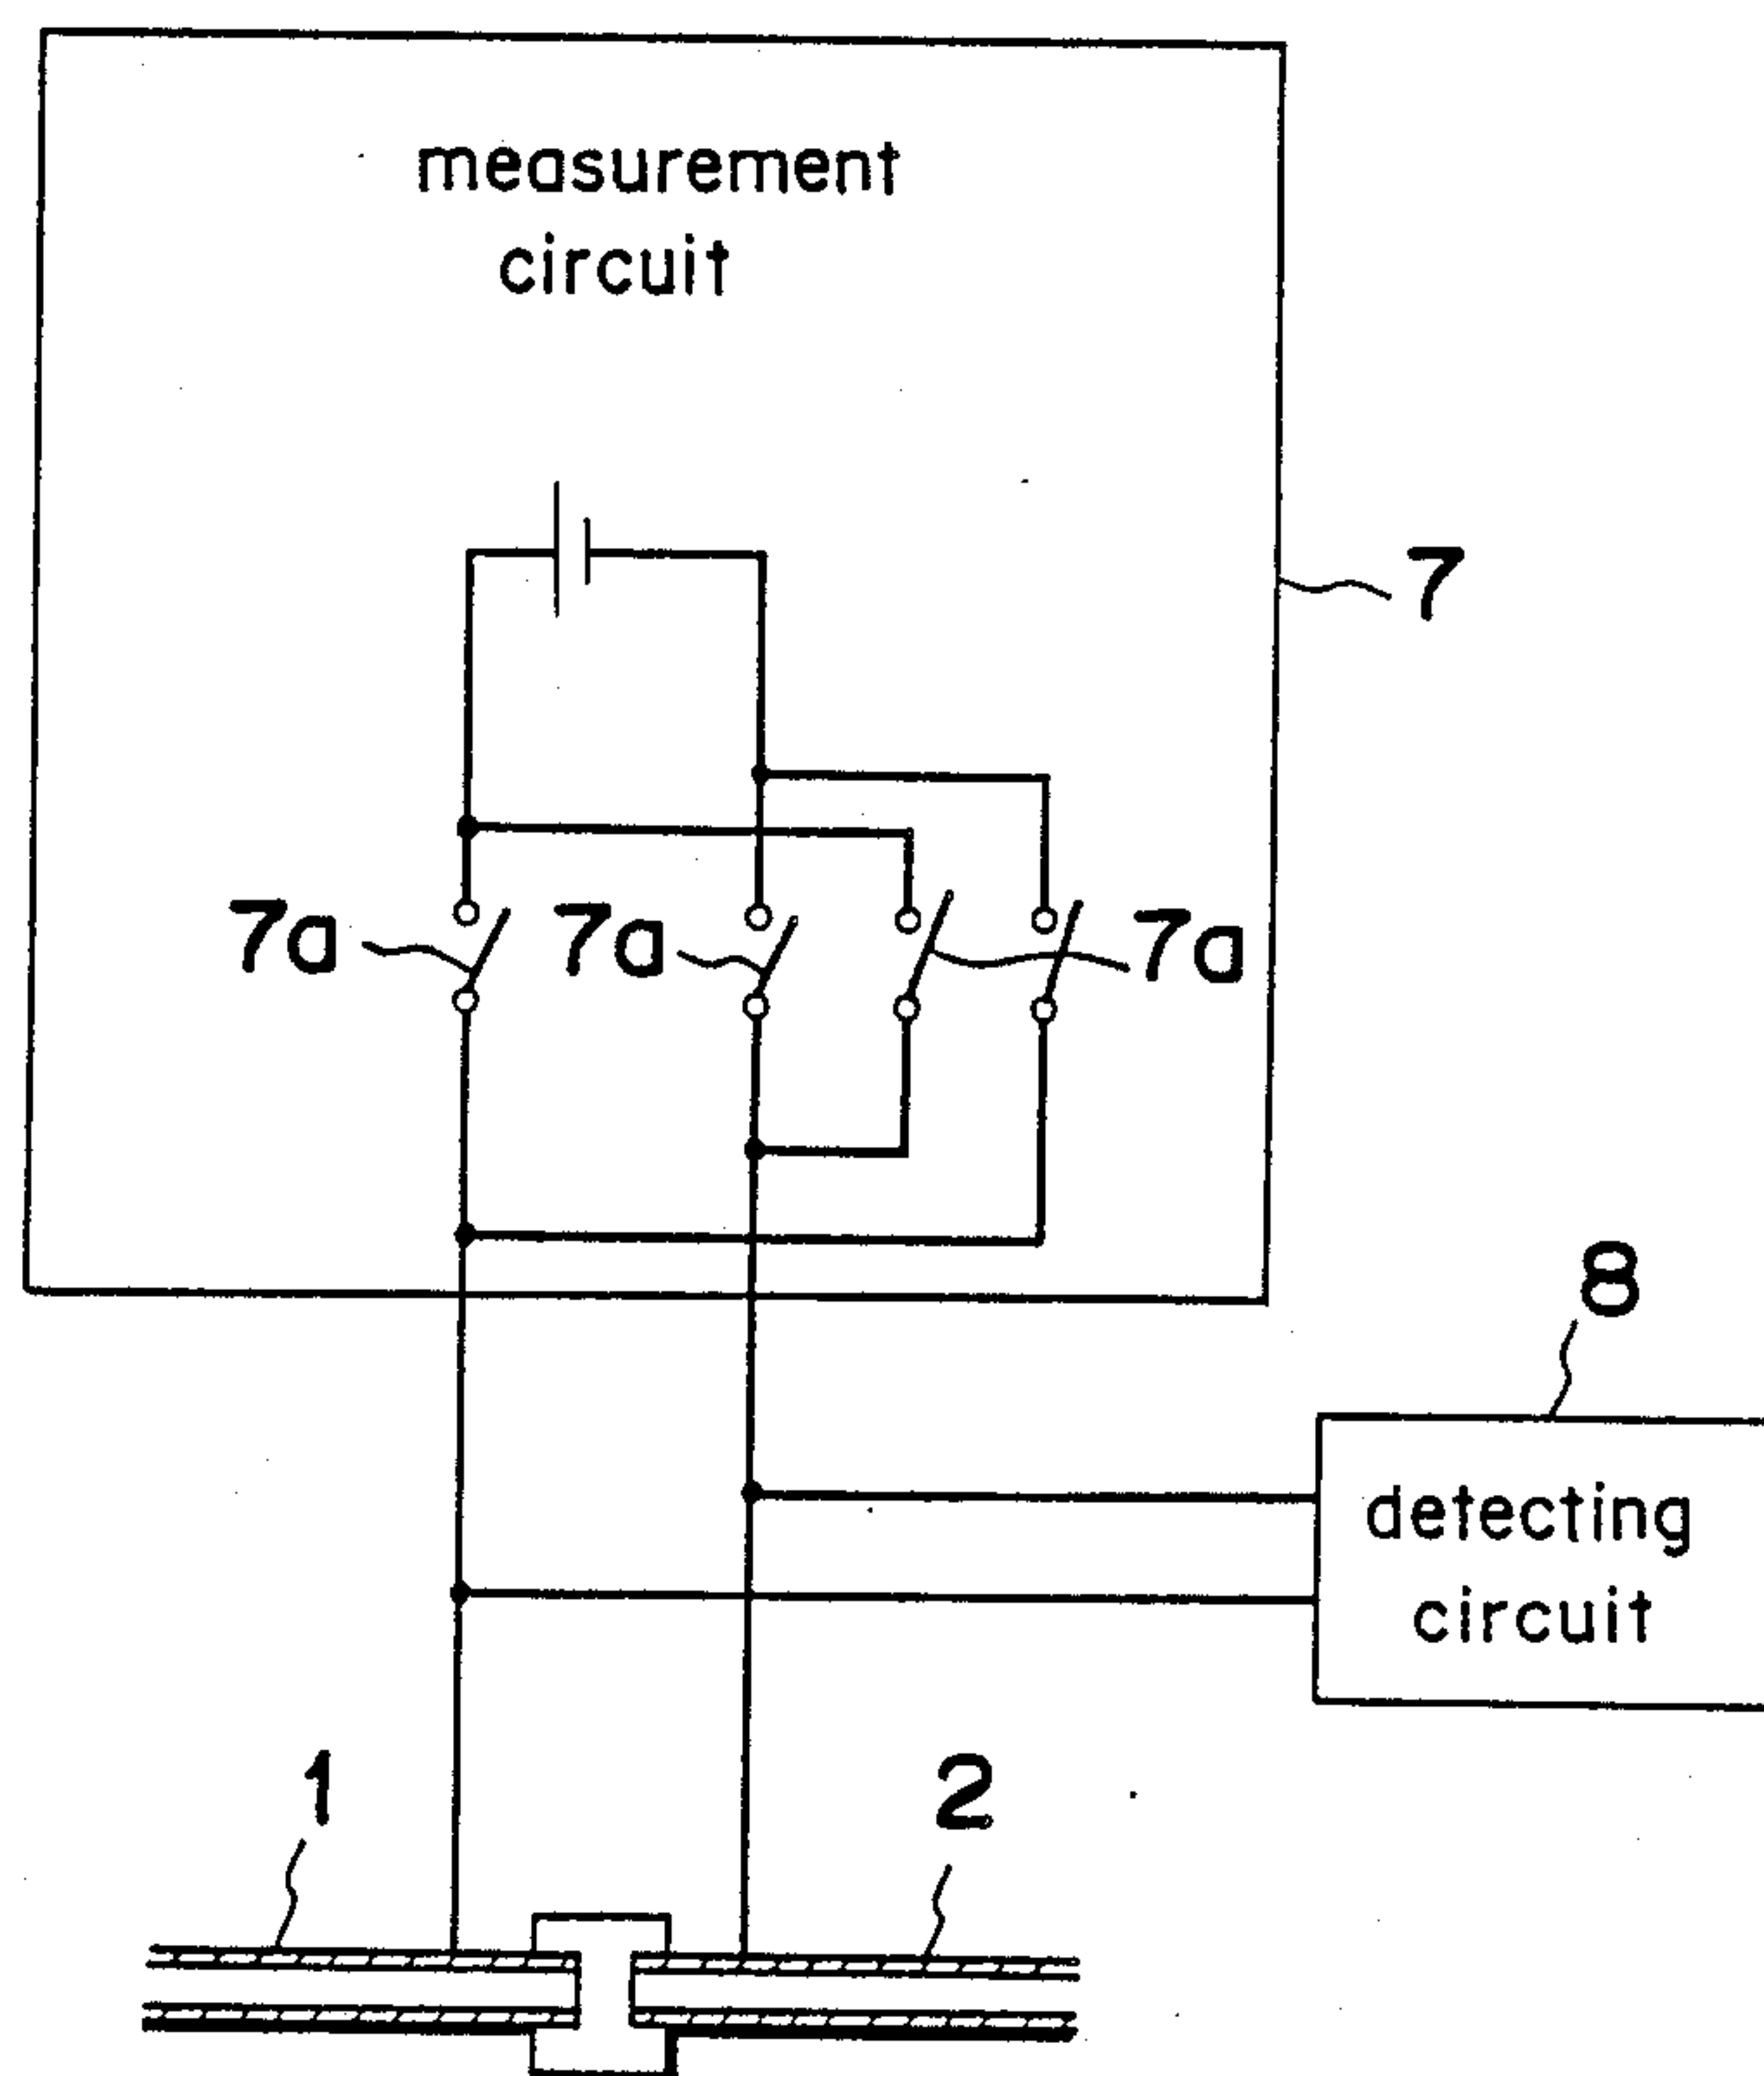 measurement
circuit
7
7a 7a 7a
8
detecting
circuit
1
2